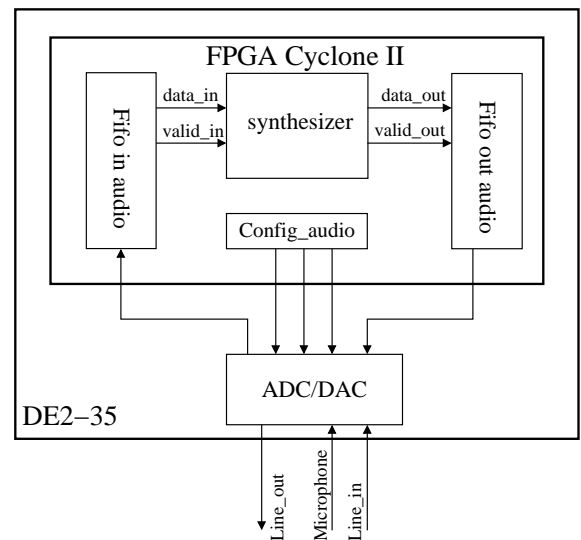 FPGA Cyclone II
Fifo in audio
data_in
valid_in
synthesizer
data_out
valid_out
Fifo out audio
Config_audio
ADC/DAC
DE2−35
Line_out
Microphone
Line_in